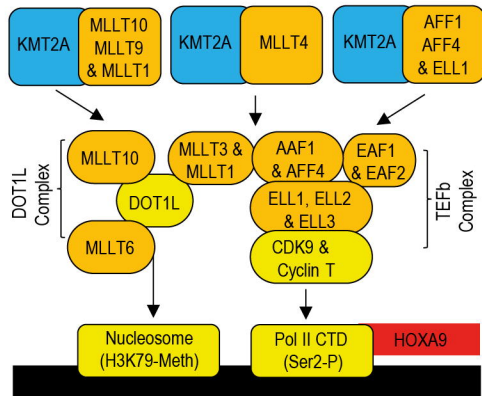 KMT2A
MLLT10
MLLT9
& MLLT1
KMT2A
MLLT4
KMT2A
AFF1
AFF4
& ELL1
DOT1L
Complex
MLLT10
DOT1L
MLLT6
MLLT3 &
MLLT1
AAF1
& AFF4
EAF1
& EAF2
ELL1, ELL2
& ELL3
CDK9 &
Cyclin T
TEFb
Complex
Nucleosome
(H3K79-Meth)
Pol II CTD
(Ser2-P)
HOXA9